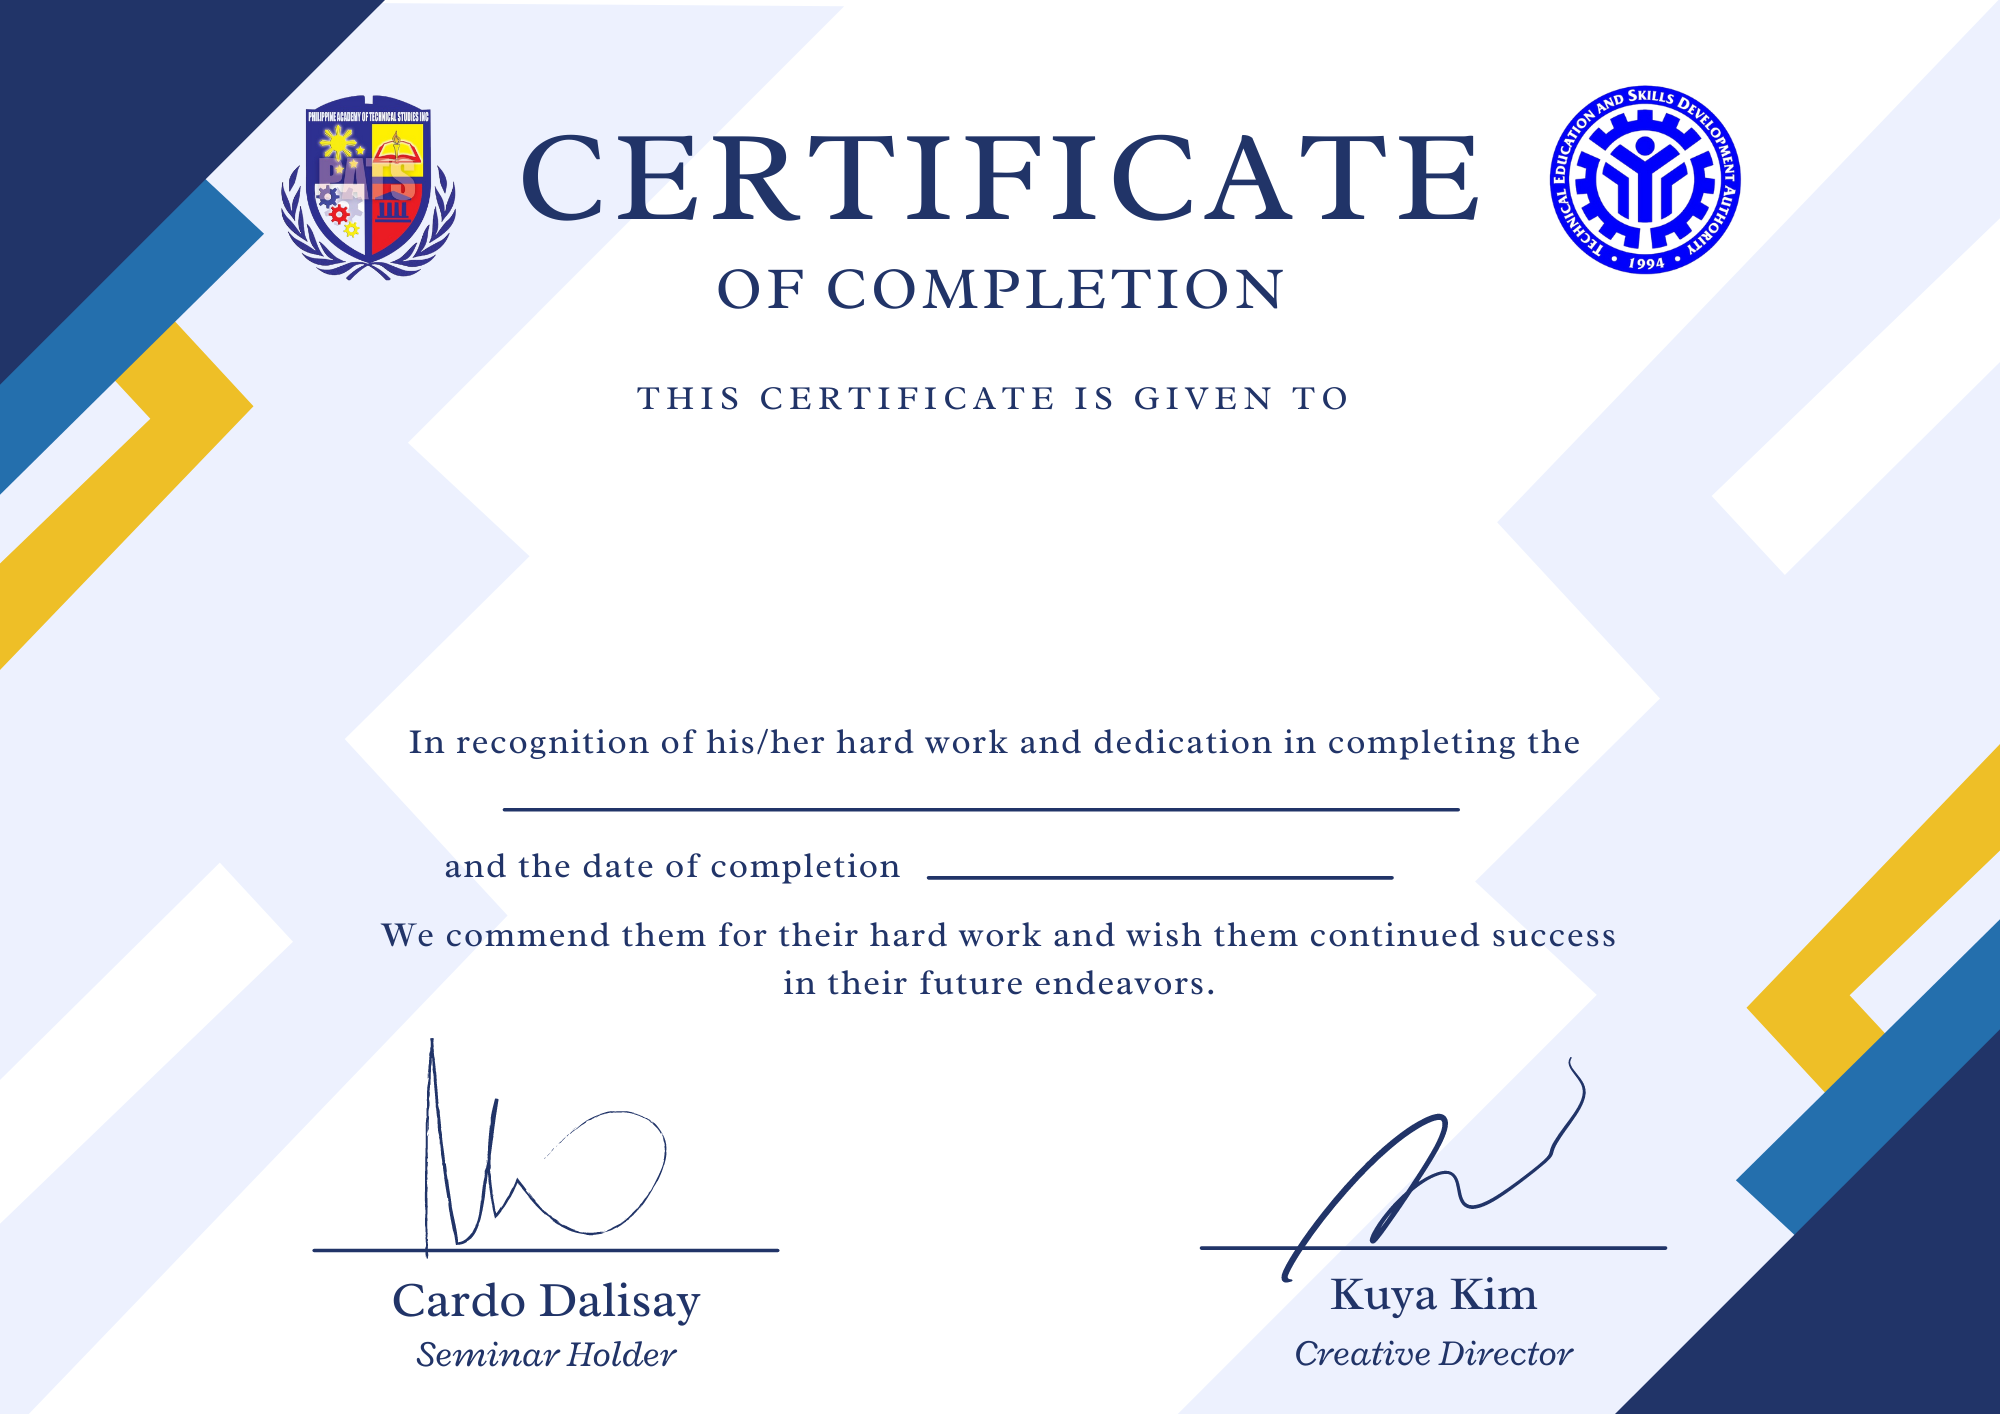 PHILIPPINE ACADEMY OF TECHNICAL STUDIES INC
PATS
TECHNICAL EDUCATION AND SKILLS DEVELOPMENT AUTHORITY
• 1994 •
CERTIFICATE
OF COMPLETION
THIS CERTIFICATE IS GIVEN TO
In recognition of his/her hard work and dedication in completing the
and the date of completion
We commend them for their hard work and wish them continued success
in their future endeavors.
Cardo Dalisay
Seminar Holder
Kuya Kim
Creative Director